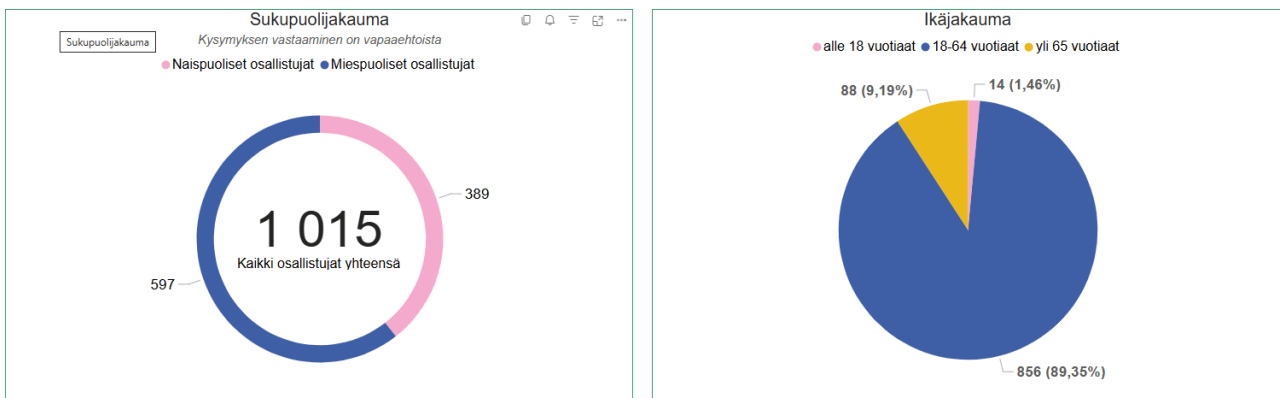 Sukupuolijakauma
Sukupuolijakauma
Kysymyksen vastaaminen on vapaaehtoista
Naispuoliset osallistujat Miespuoliset osallistujat
389
1 015
Kaikki osallistujat yhteensä
597
Ikäjakauma
alle 18 vuotiaat 18-64 vuotiaat yli 65 vuotiaat
88 (9,19%)
14 (1,46%)
856 (89,35%)